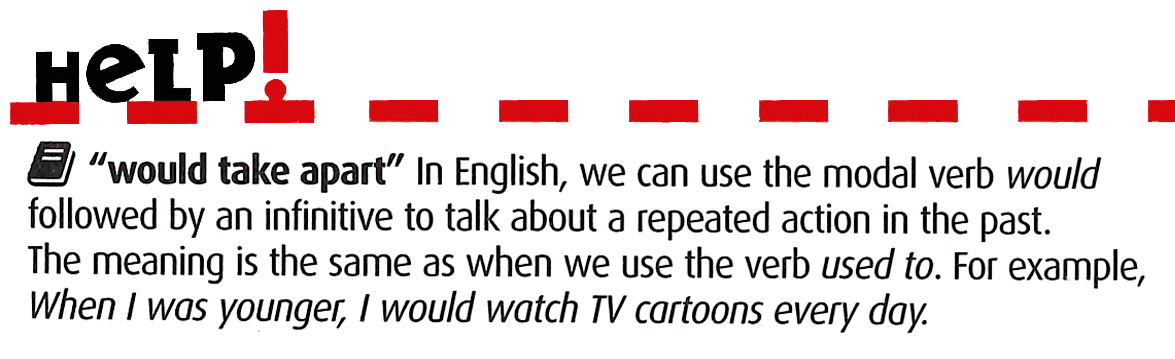 HeLP!
“would take apart” In English, we can use the modal verb would
followed by an infinitive to talk about a repeated action in the past.
The meaning is the same as when we use the verb used to. For example,
When I was younger, I would watch TV cartoons every day.